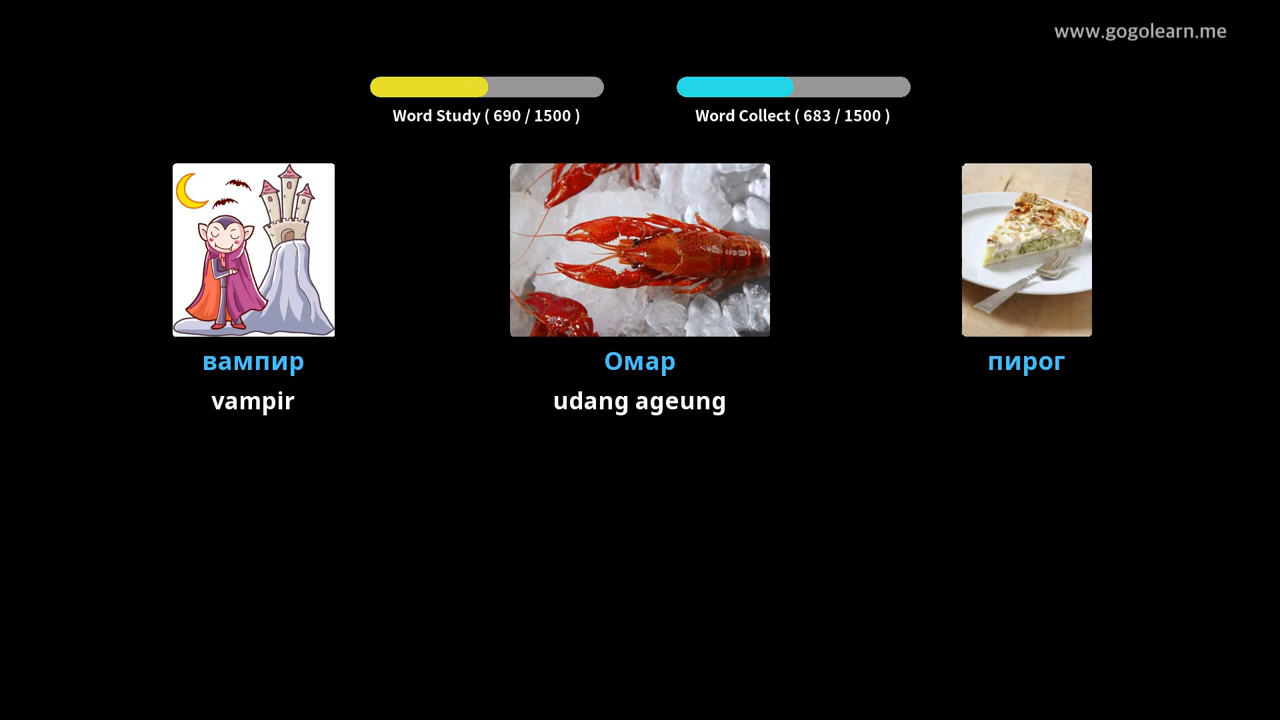 www.gogolearn.me
Word Study ( 690 / 1500 )
Word Collect ( 683 / 1500 )
вампир
Омар
пирог
vampir
udang ageung